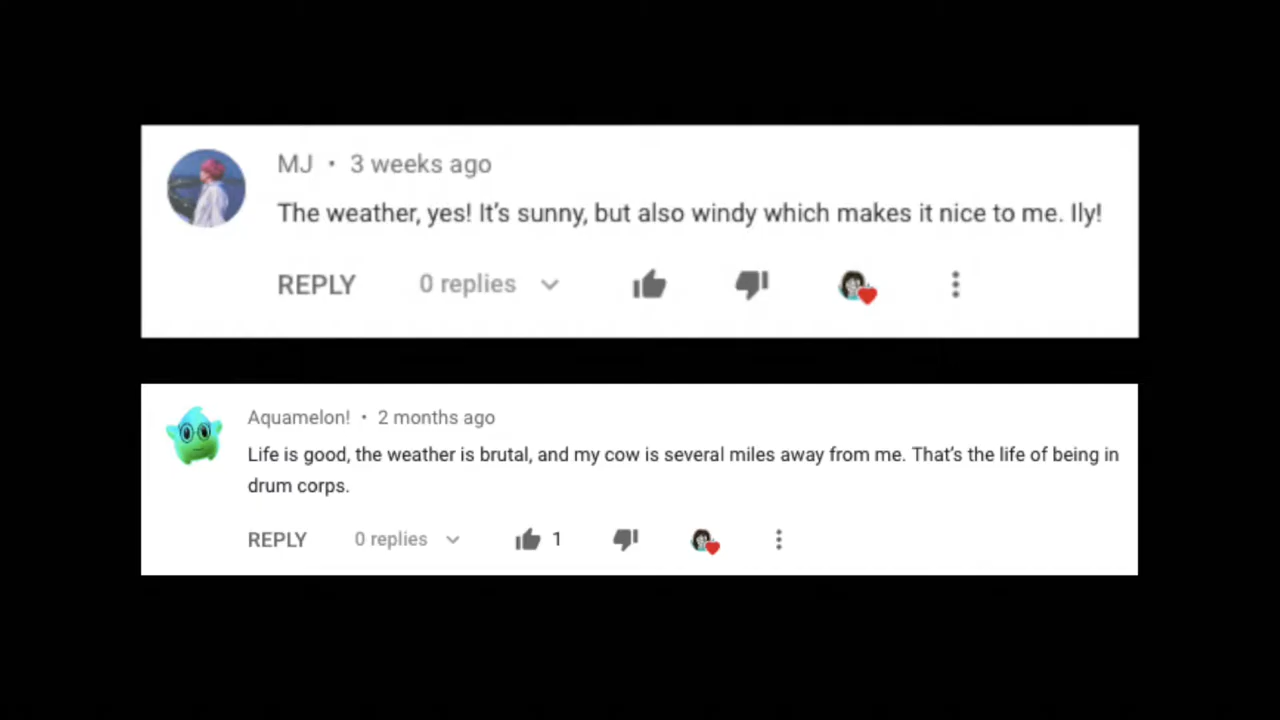 MJ • 3 weeks ago
The weather, yes! It's sunny, but also windy which makes it nice to me. Ily!
REPLY 0 replies
Aquamelon! • 2 months ago
Life is good, the weather is brutal, and my cow is several miles away from me. That's the life of being in
drum corps.
REPLY 0 replies 1